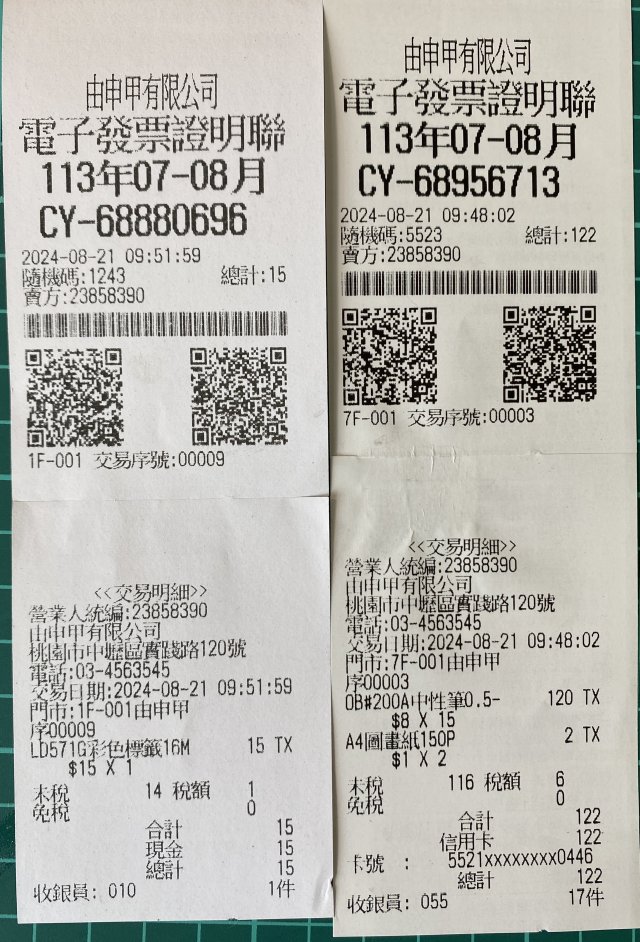 由申甲有限公司
電子發票證明聯
113年07-08月
CY-68880696
2024-08-21 09:51:59
隨機碼:1243 總計:15
賣方:23858390
1F-001 交易序號:00009
<<交易明細>>
營業人統編:23858390
由申甲有限公司
桃園市中壢區實踐路120號
電話:03-4563545
交易日期:2024-08-21 09:51:59
門市:1F-001由申甲
序00009
LD571G彩色標籤16M 15 TX
$15 X 1
未稅 14 稅額 1
免稅 0
合計 15
現金 15
總計 15
收銀員: 010 1件
由申甲有限公司
電子發票證明聯
113年07-08月
CY-68956713
2024-08-21 09:48:02
隨機碼:5523 總計:122
賣方:23858390
7F-001 交易序號:00003
<<交易明細>>
營業人統編:23858390
由申甲有限公司
桃園市中壢區實踐路120號
電話:03-4563545
交易日期:2024-08-21 09:48:02
門市:7F-001由申甲
序00003
OB#200A中性筆0.5- 120 TX
$8 X 15
A4圖畫紙150P 2 TX
$1 X 2
未稅 116 稅額 6
免稅 0
合計 122
信用卡 122
卡號 : 5521xxxxxxxx0446
總計 122
收銀員: 055 17件